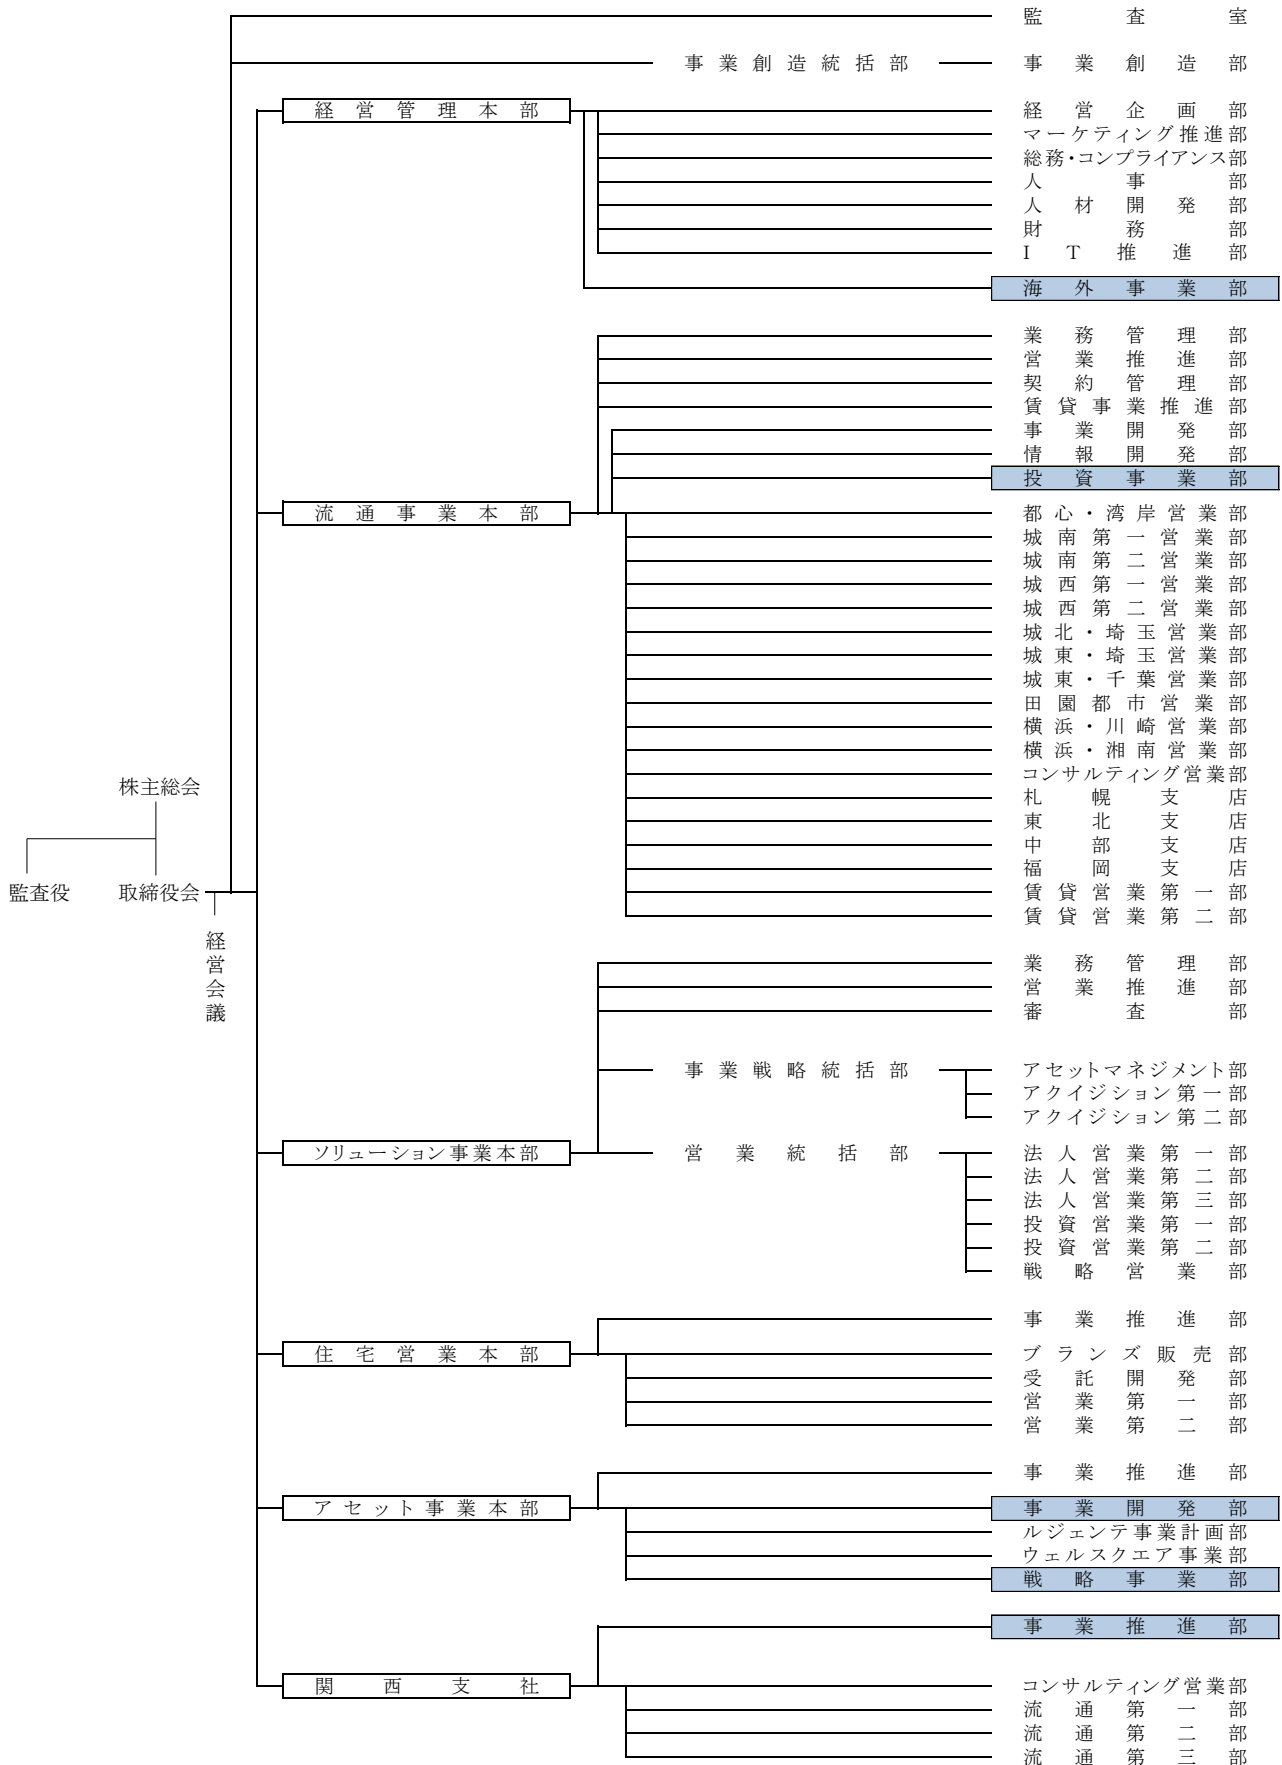 監査室
事業創造統括部 事業創造部
経営管理本部 経営企画部
マーケティング推進部
総務・コンプライアンス部
人事部
人材開発部
財務部
IT推進部
海外事業部
業務管理部
営業推進部
契約管理部
賃貸事業推進部
事業開発部
情報開発部
投資事業部
流通事業本部 都心・湾岸営業部
城南第一営業部
城南第二営業部
城西第一営業部
城西第二営業部
城北・埼玉営業部
城東・埼玉営業部
城東・千葉営業部
田園都市営業部
横浜・川崎営業部
横浜・湘南営業部
コンサルティング営業部
株主総会
札幌支店
東北支店
中部支店
福岡支店
監査役 取締役会 賃貸営業第一部
賃貸営業第二部
経営会議
業務管理部
営業推進部
審査部
事業戦略統括部 アセットマネジメント部
アクイジション第一部
アクイジション第二部
ソリューション事業本部 営業統括部 法人営業第一部
法人営業第二部
法人営業第三部
投資営業第一部
投資営業第二部
戦略営業部
事業推進部
住宅営業本部 ブランズ販売部
受託開発部
営業第一部
営業第二部
事業推進部
アセット事業本部 事業開発部
ルジェンテ事業計画部
ウェルスクエア事業部
戦略事業部
事業推進部
関西支社 コンサルティング営業部
流通第一部
流通第二部
流通第三部